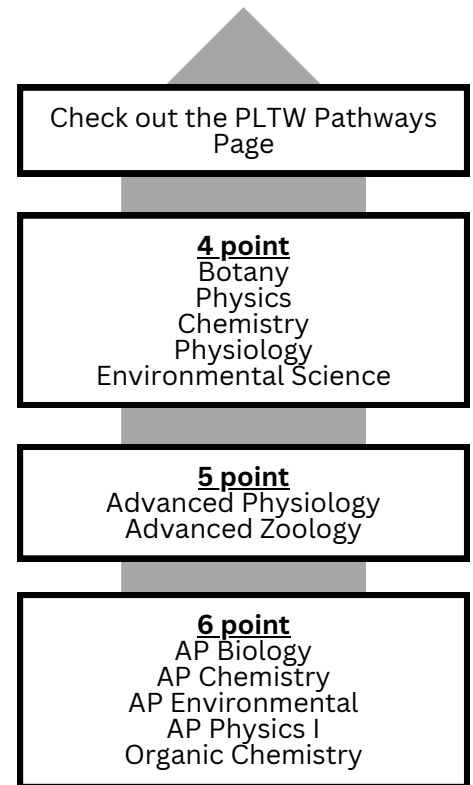 Check out the PLTW Pathways
Page
4 point
Botany
Physics
Chemistry
Physiology
Environmental Science
5 point
Advanced Physiology
Advanced Zoology
6 point
AP Biology
AP Chemistry
AP Environmental
AP Physics I
Organic Chemistry